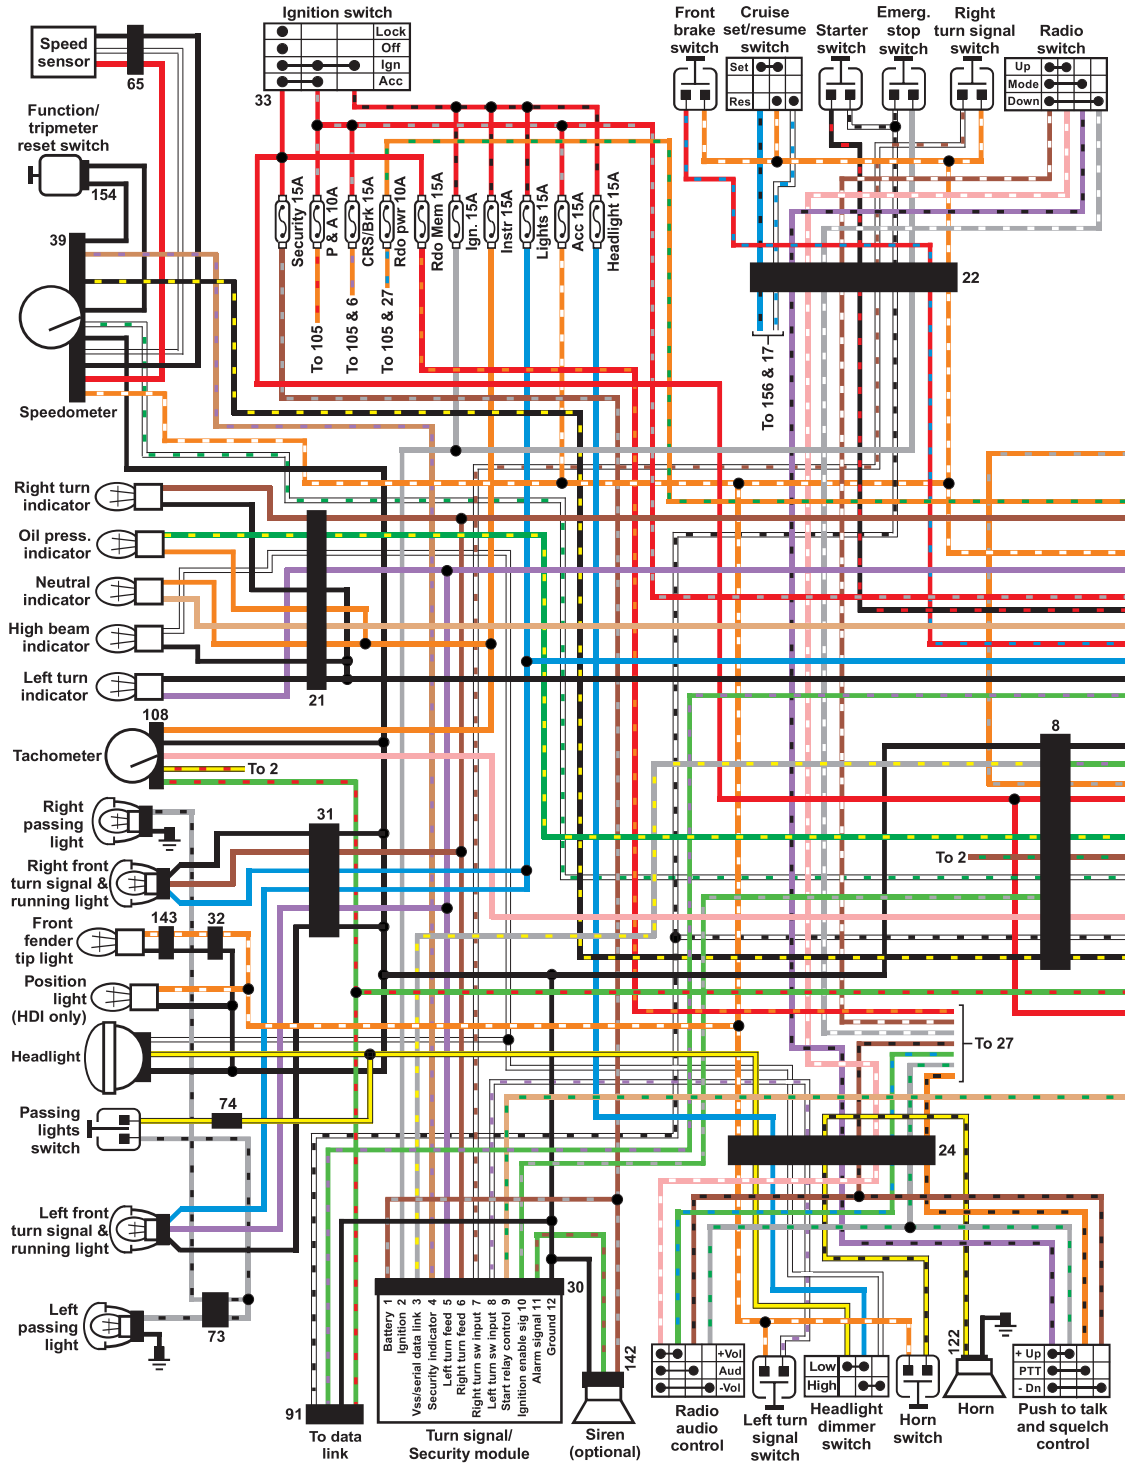 Ignition switch
Lock
Off
Ign
Acc
33
Speed
sensor
65
Function/
tripmeter
reset switch
154
39
Speedometer
Front
brake
switch
Cruise
set/resume
switch
Set
Res
Starter
switch
Emerg.
stop
switch
Right
turn signal
switch
Radio
switch
Up
Mode
Down
Security 15A
P & A 10A
CRS/Brk 15A
Rdo pwr 10A
Rdo Mem 15A
Ign. 15A
Instr 15A
Lights 15A
Acc 15A
Headlight 15A
To 105
To 105 & 6
To 105 & 27
22
To 156 & 17
Right turn
indicator
Oil press.
indicator
Neutral
indicator
High beam
indicator
Left turn
indicator
21
108
Tachometer
To 2
8
To 2
Right
passing
light
31
Right front
turn signal &
running light
Front
fender
tip light
143
32
Position
light
(HDI only)
Headlight
To 27
Passing
lights
switch
74
24
Left front
turn signal &
running light
Left
passing
light
73
30
Battery 1
Ignition 2
Vss/serial data link 3
Security indicator 4
Left turn feed 5
Right turn feed 6
Right turn sw input 7
Left turn sw input 8
Start relay control 9
Ignition enable sig 10
Alarm signal 11
Ground 12
91
To data
link
Turn signal/
Security module
142
Siren
(optional)
+Vol
Aud
-Vol
Radio
audio
control
Left turn
signal
switch
Low
High
Headlight
dimmer
switch
Horn
switch
122
Horn
+ Up
PTT
- Dn
Push to talk
and squelch
control